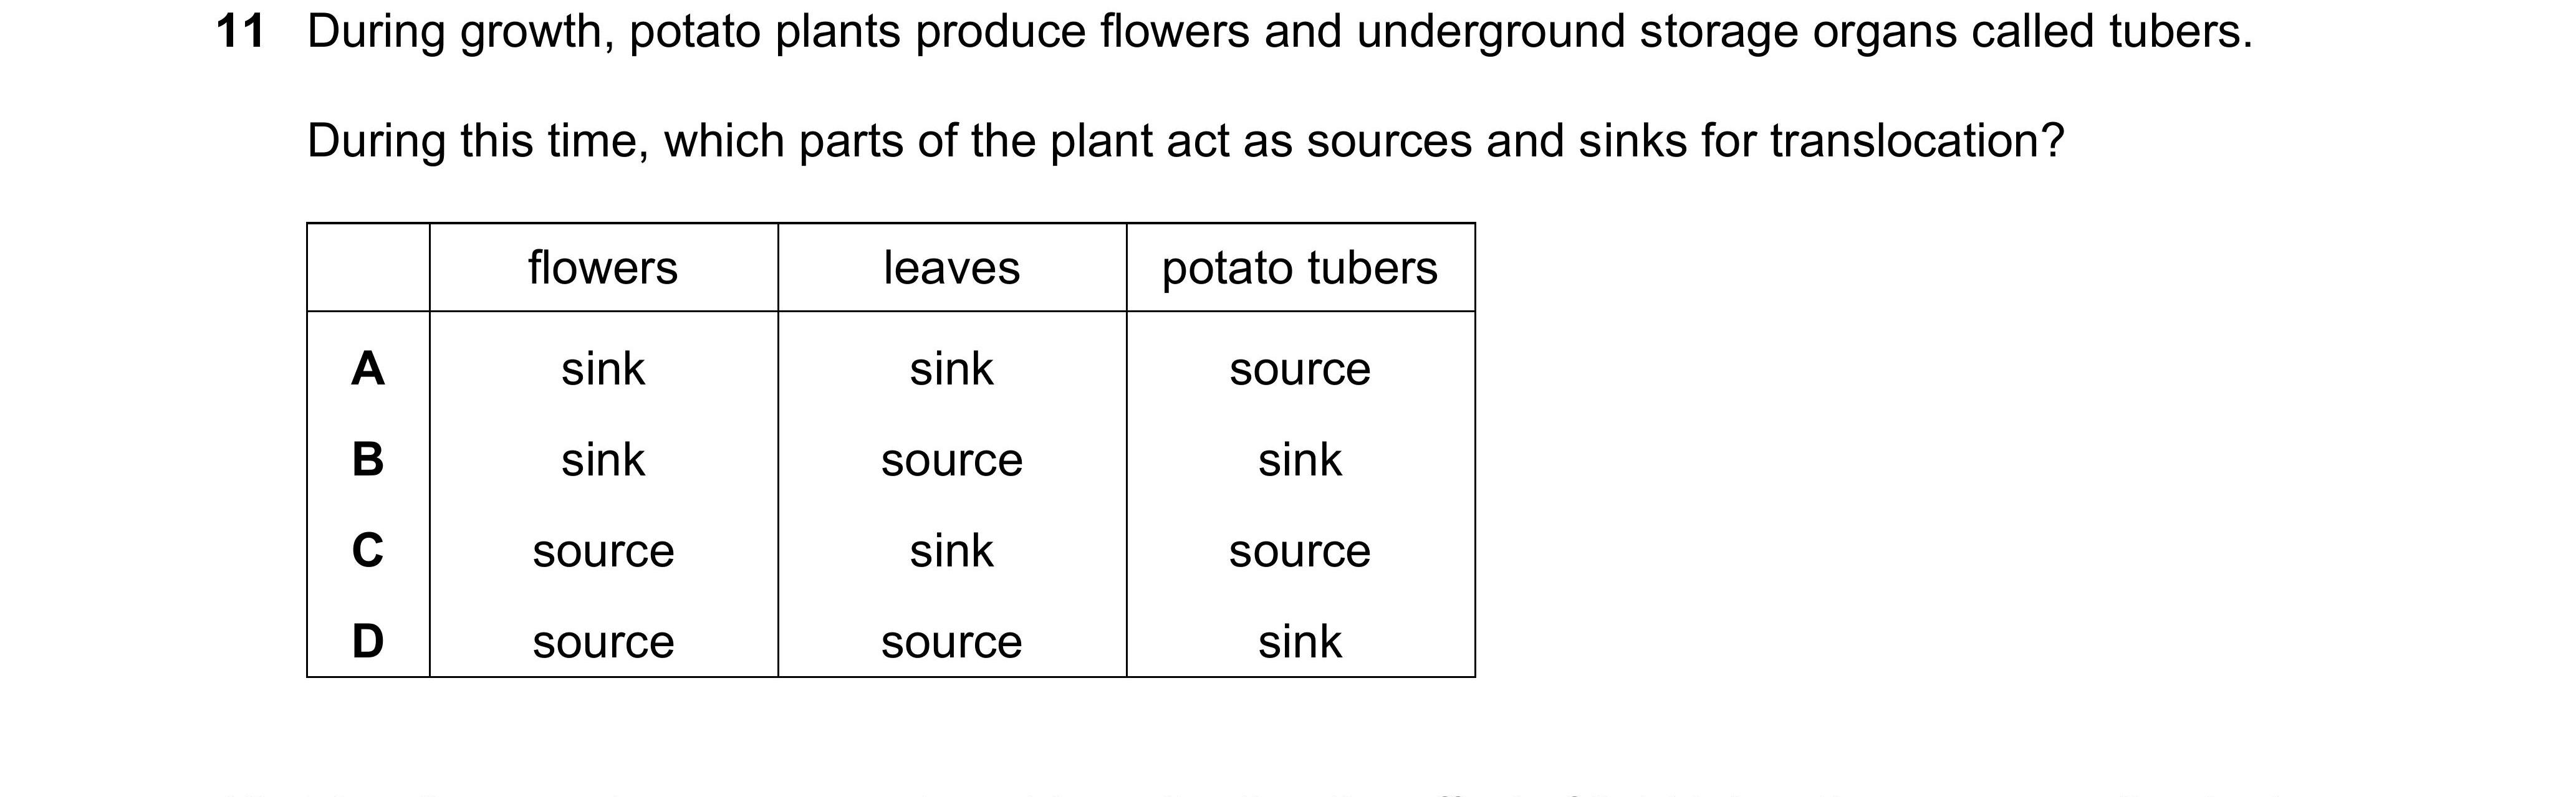 11 During growth, potato plants produce flowers and underground storage organs called tubers.
During this time, which parts of the plant act as sources and sinks for translocation?
flowers leaves potato tubers
A sink sink source
B sink source sink
C source sink source
D source source sink